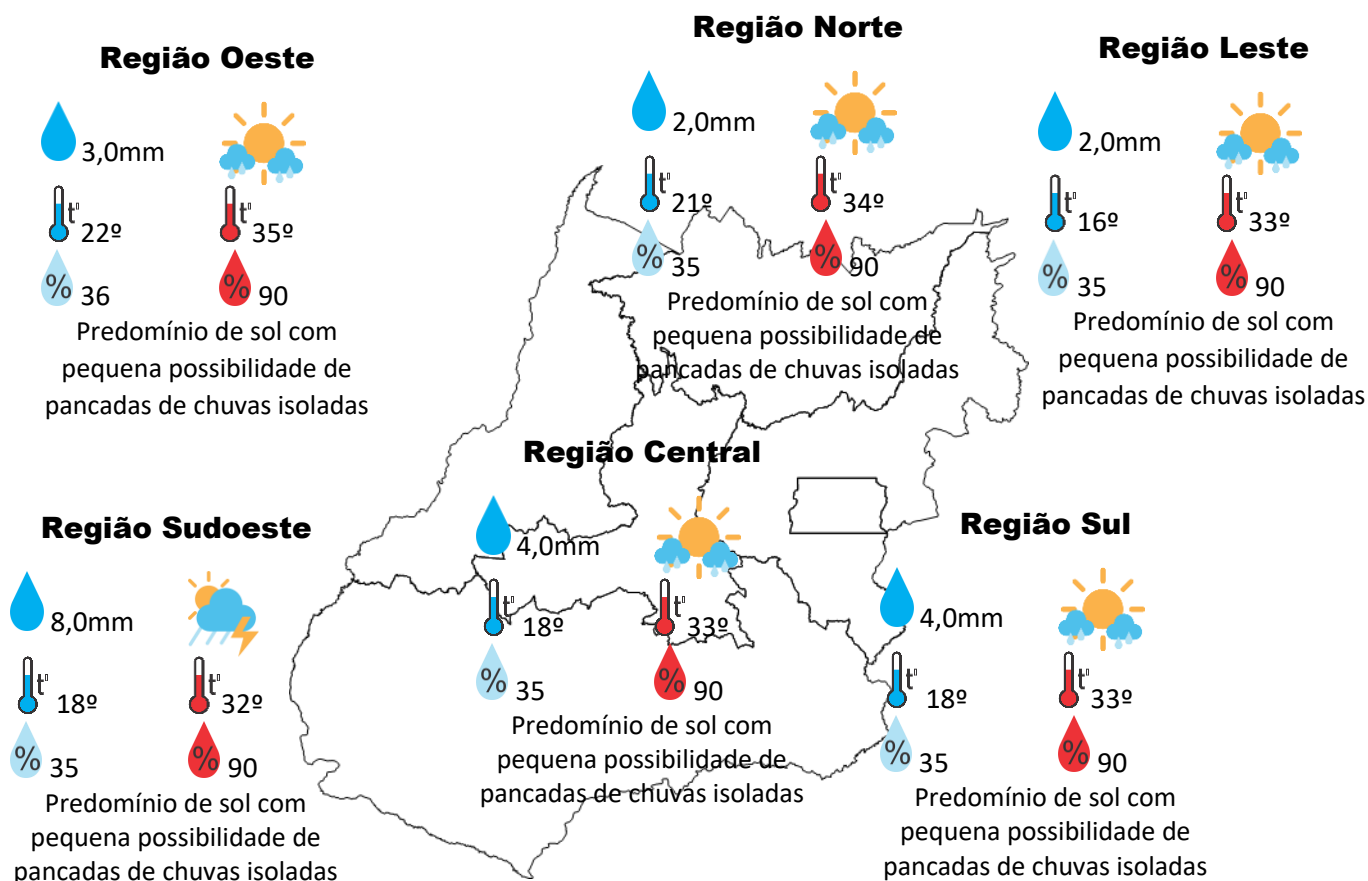 Região Oeste
3,0mm
t°
22º
t°
35º
%
36
%
90
Predomínio de sol com
pequena possibilidade de
pancadas de chuvas isoladas
Região Norte
2,0mm
t°
21º
t°
34º
%
35
%
90
Predomínio de sol com
pequena possibilidade de
pancadas de chuvas isoladas
Região Leste
2,0mm
t°
16º
t°
33º
%
35
%
90
Predomínio de sol com
pequena possibilidade de
pancadas de chuvas isoladas
Região Sudoeste
8,0mm
t°
18º
t°
32º
%
35
%
90
Predomínio de sol com
pequena possibilidade de
pancadas de chuvas isoladas
Região Central
4,0mm
t°
18º
t°
33º
%
35
%
90
Predomínio de sol com
pequena possibilidade de
pancadas de chuvas isoladas
Região Sul
4,0mm
t°
18º
t°
33º
%
35
%
90
Predomínio de sol com
pequena possibilidade de
pancadas de chuvas isoladas